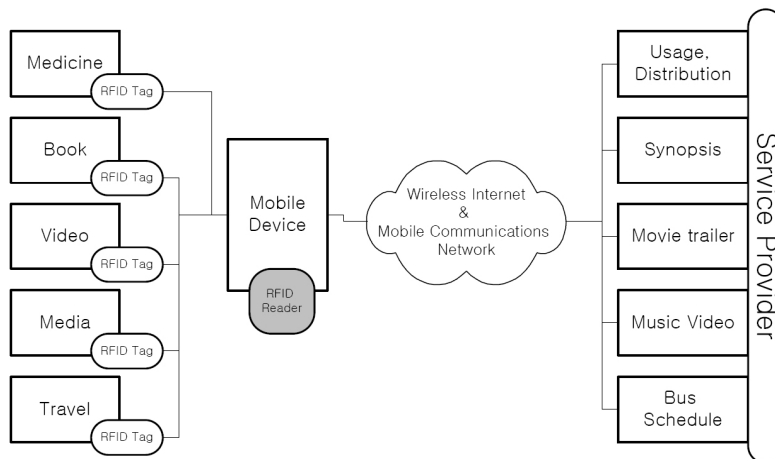 Medicine
RFID Tag
Book
RFID Tag
Video
RFID Tag
Media
RFID Tag
Travel
RFID Tag
Mobile
Device
RFID
Reader
Wireless Internet
&
Mobile Communications
Network
Usage,
Distribution
Synopsis
Movie trailer
Music Video
Bus
Schedule
Service Provider